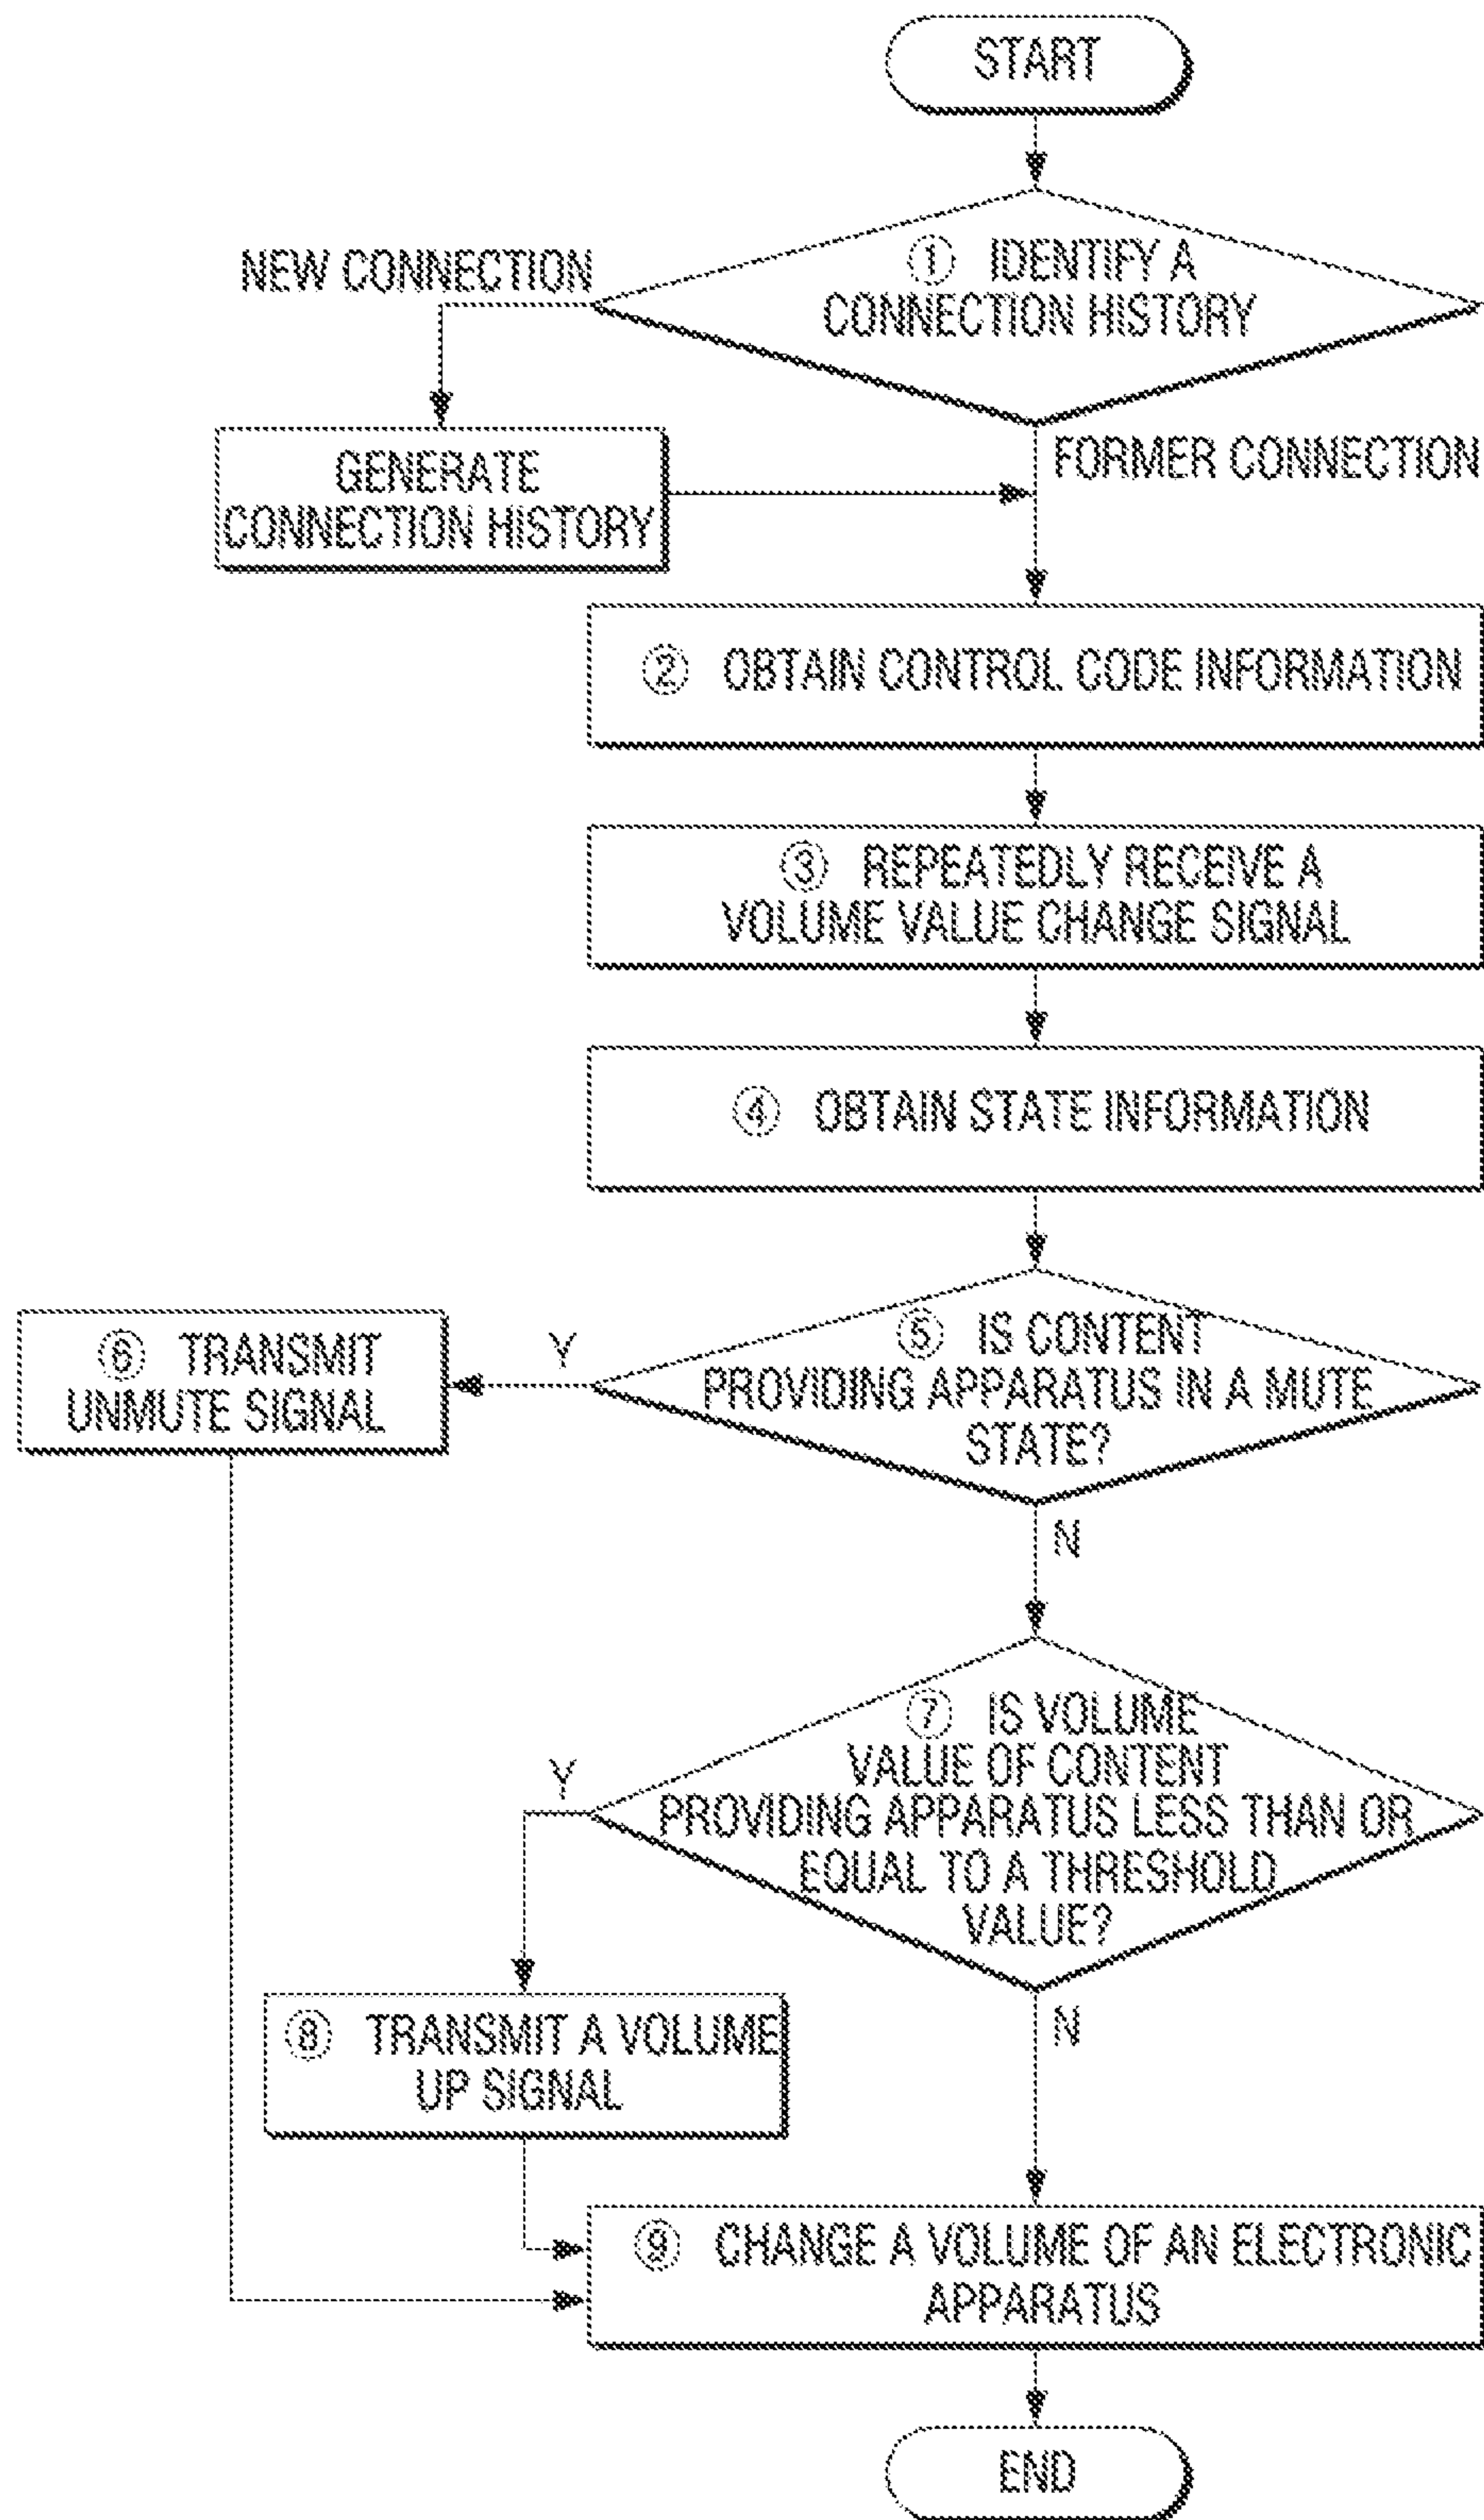 START
① IDENTIFY A
CONNECTION HISTORY
NEW CONNECTION
GENERATE
CONNECTION HISTORY
FORMER CONNECTION
② OBTAIN CONTROL CODE INFORMATION
③ REPEATEDLY RECEIVE A
VOLUME VALUE CHANGE SIGNAL
④ OBTAIN STATE INFORMATION
⑤ IS CONTENT
PROVIDING APPARATUS IN A MUTE
STATE?
Y
⑥ TRANSMIT
UNMUTE SIGNAL
N
⑦ IS VOLUME
VALUE OF CONTENT
PROVIDING APPARATUS LESS THAN OR
EQUAL TO A THRESHOLD
VALUE?
Y
⑧ TRANSMIT A VOLUME
UP SIGNAL
N
⑨ CHANGE A VOLUME OF AN ELECTRONIC
APPARATUS
END